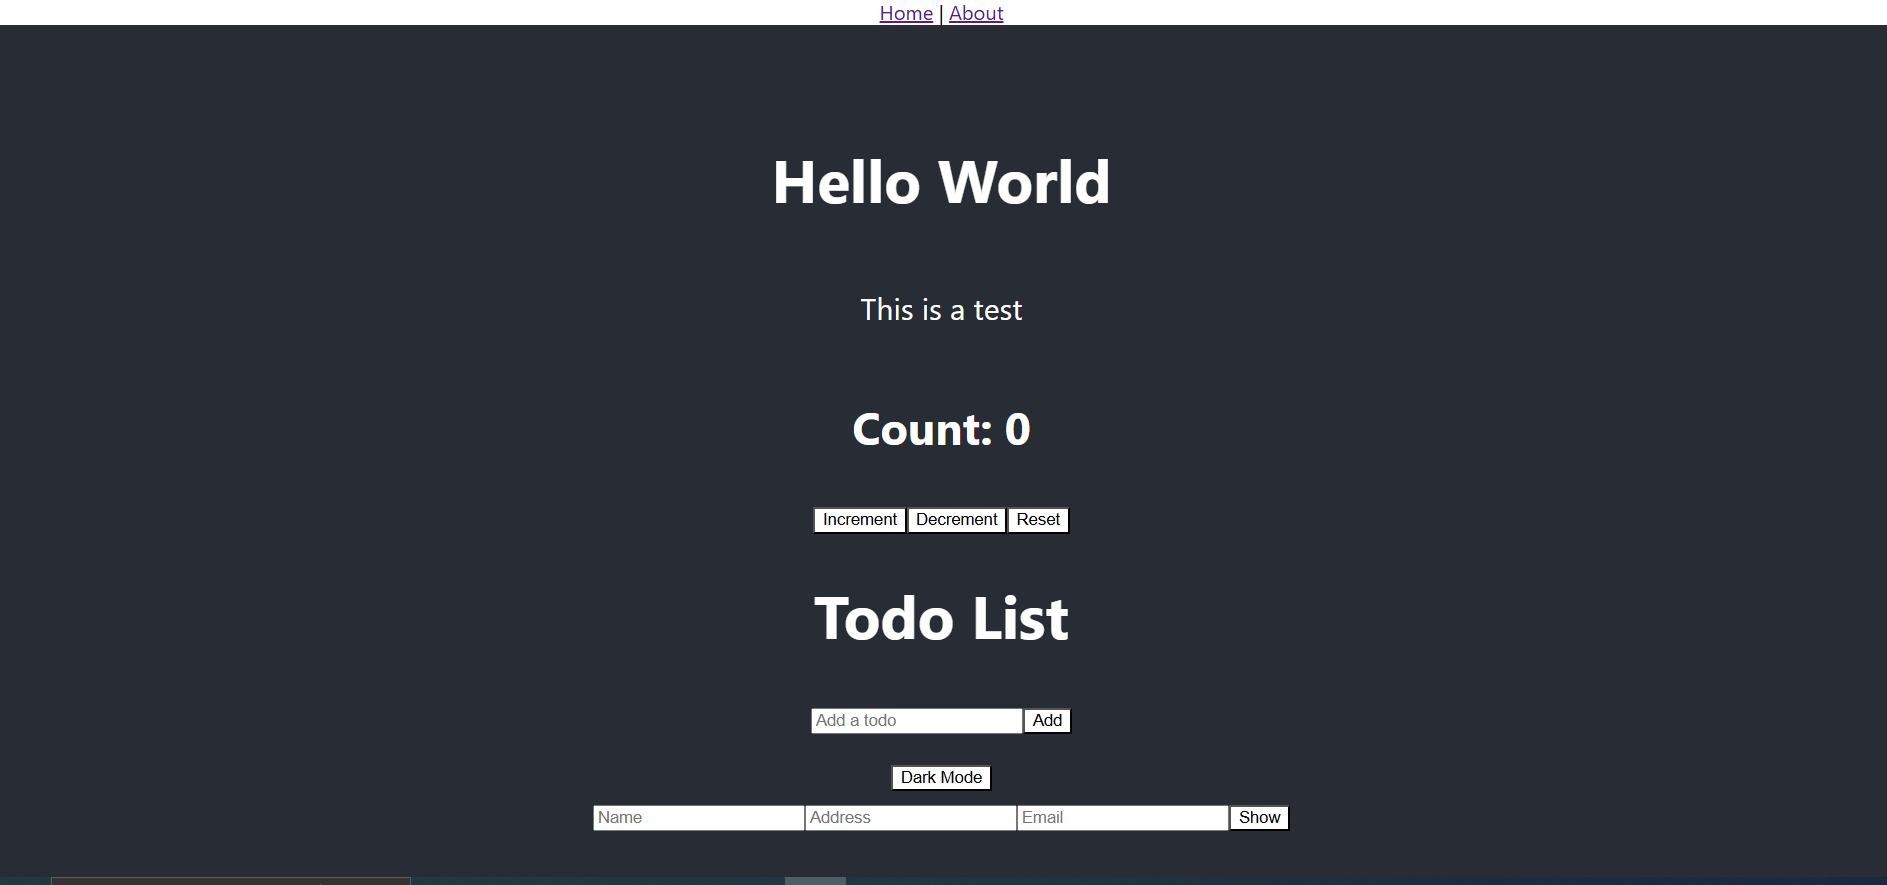 Home | About
Hello World
This is a test
Count: 0
Increment Decrement Reset
Todo List
Add a todo Add
Dark Mode
Name Address Email Show